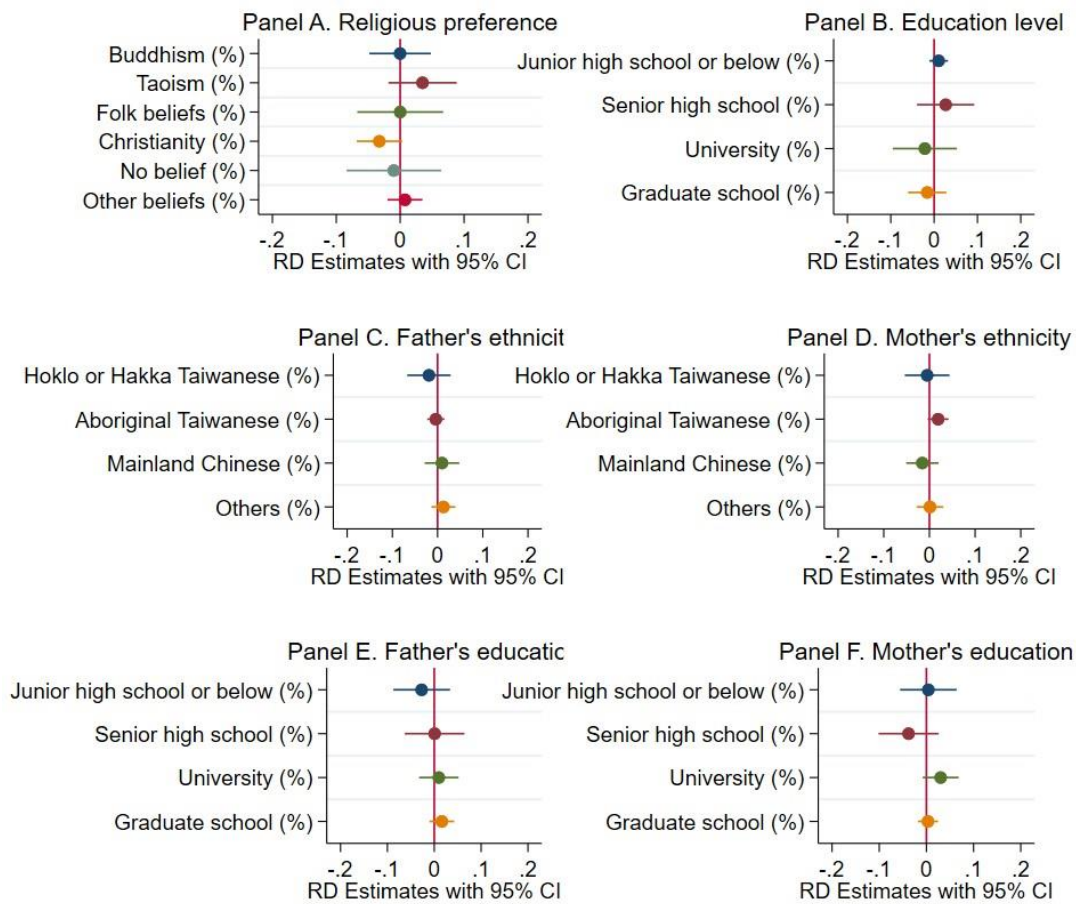 Panel A. Religious preference
Buddhism (%)
Taoism (%)
Folk beliefs (%)
Christianity (%)
No belief (%)
Other beliefs (%)
-.2 -.1 0 .1 .2
RD Estimates with 95% CI
Panel B. Education level
Junior high school or below (%)
Senior high school (%)
University (%)
Graduate school (%)
-.2 -.1 0 .1 .2
RD Estimates with 95% CI
Panel C. Father's ethnicit
Hoklo or Hakka Taiwanese (%)
Aboriginal Taiwanese (%)
Mainland Chinese (%)
Others (%)
-.2 -.1 0 .1 .2
RD Estimates with 95% CI
Panel D. Mother's ethnicity
Hoklo or Hakka Taiwanese (%)
Aboriginal Taiwanese (%)
Mainland Chinese (%)
Others (%)
-.2 -.1 0 .1 .2
RD Estimates with 95% CI
Panel E. Father's educatic
Junior high school or below (%)
Senior high school (%)
University (%)
Graduate school (%)
-.2 -.1 0 .1 .2
RD Estimates with 95% CI
Panel F. Mother's education
Junior high school or below (%)
Senior high school (%)
University (%)
Graduate school (%)
-.2 -.1 0 .1 .2
RD Estimates with 95% CI